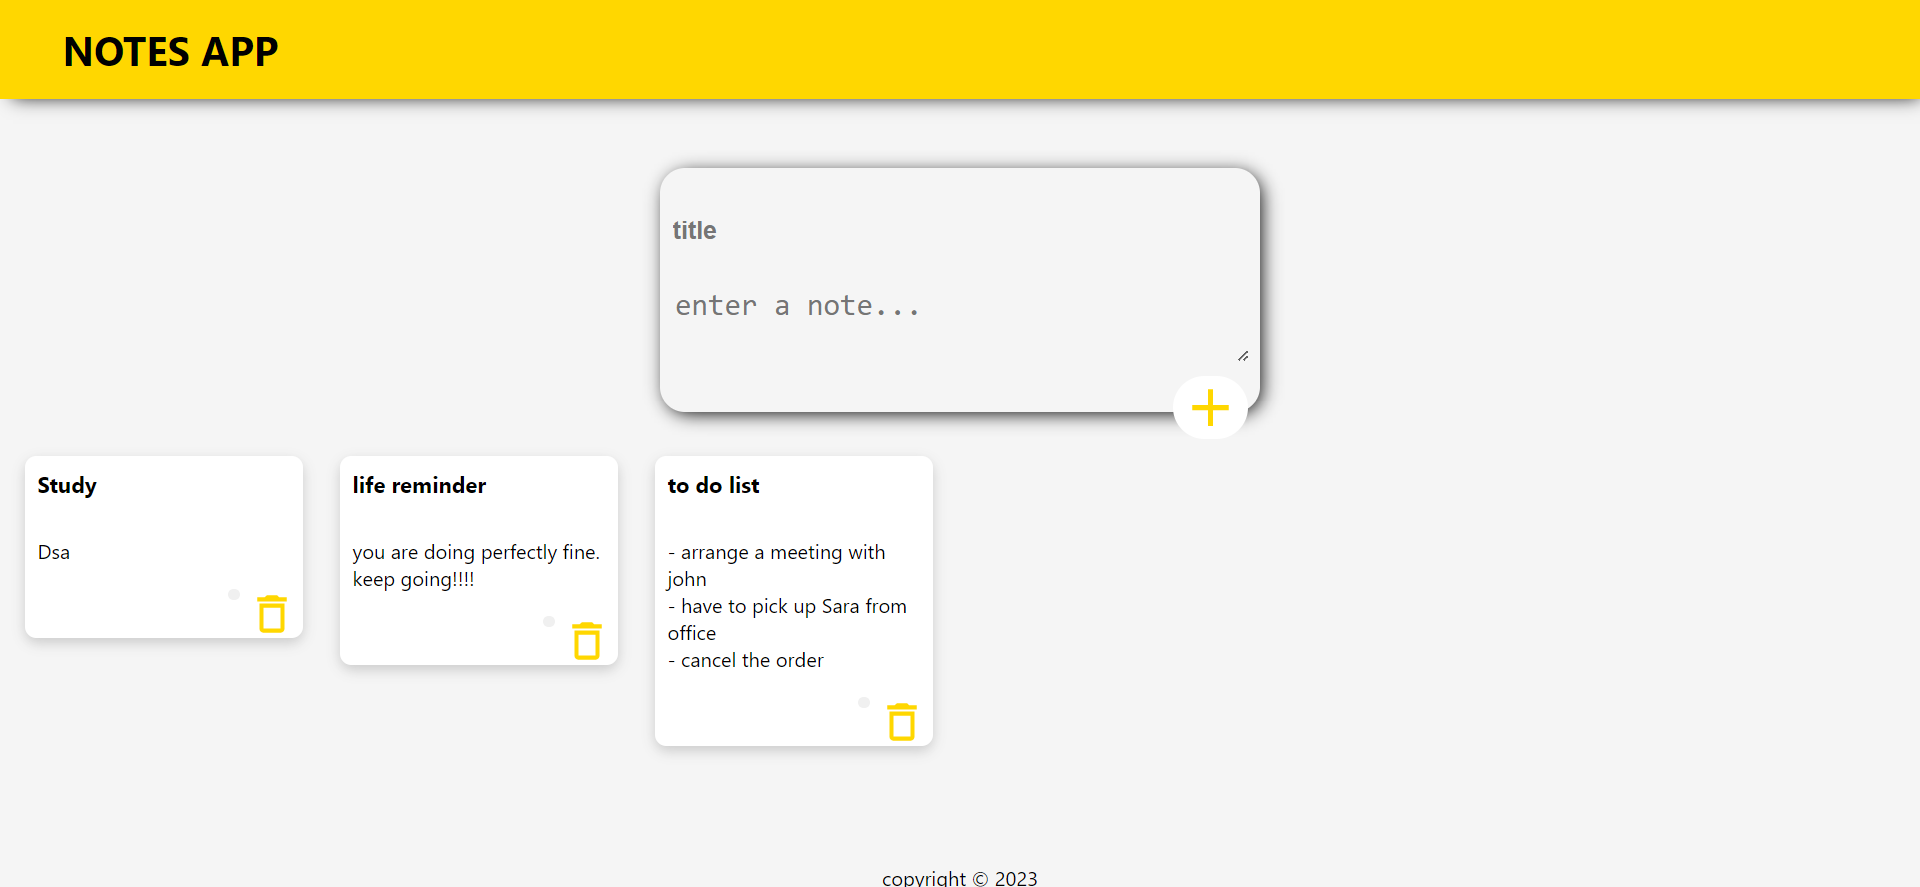 NOTES APP
title
enter a note...
Study
Dsa
life reminder
you are doing perfectly fine.
keep going!!!!
to do list
- arrange a meeting with
john
- have to pick up Sara from
office
- cancel the order
copyright © 2023